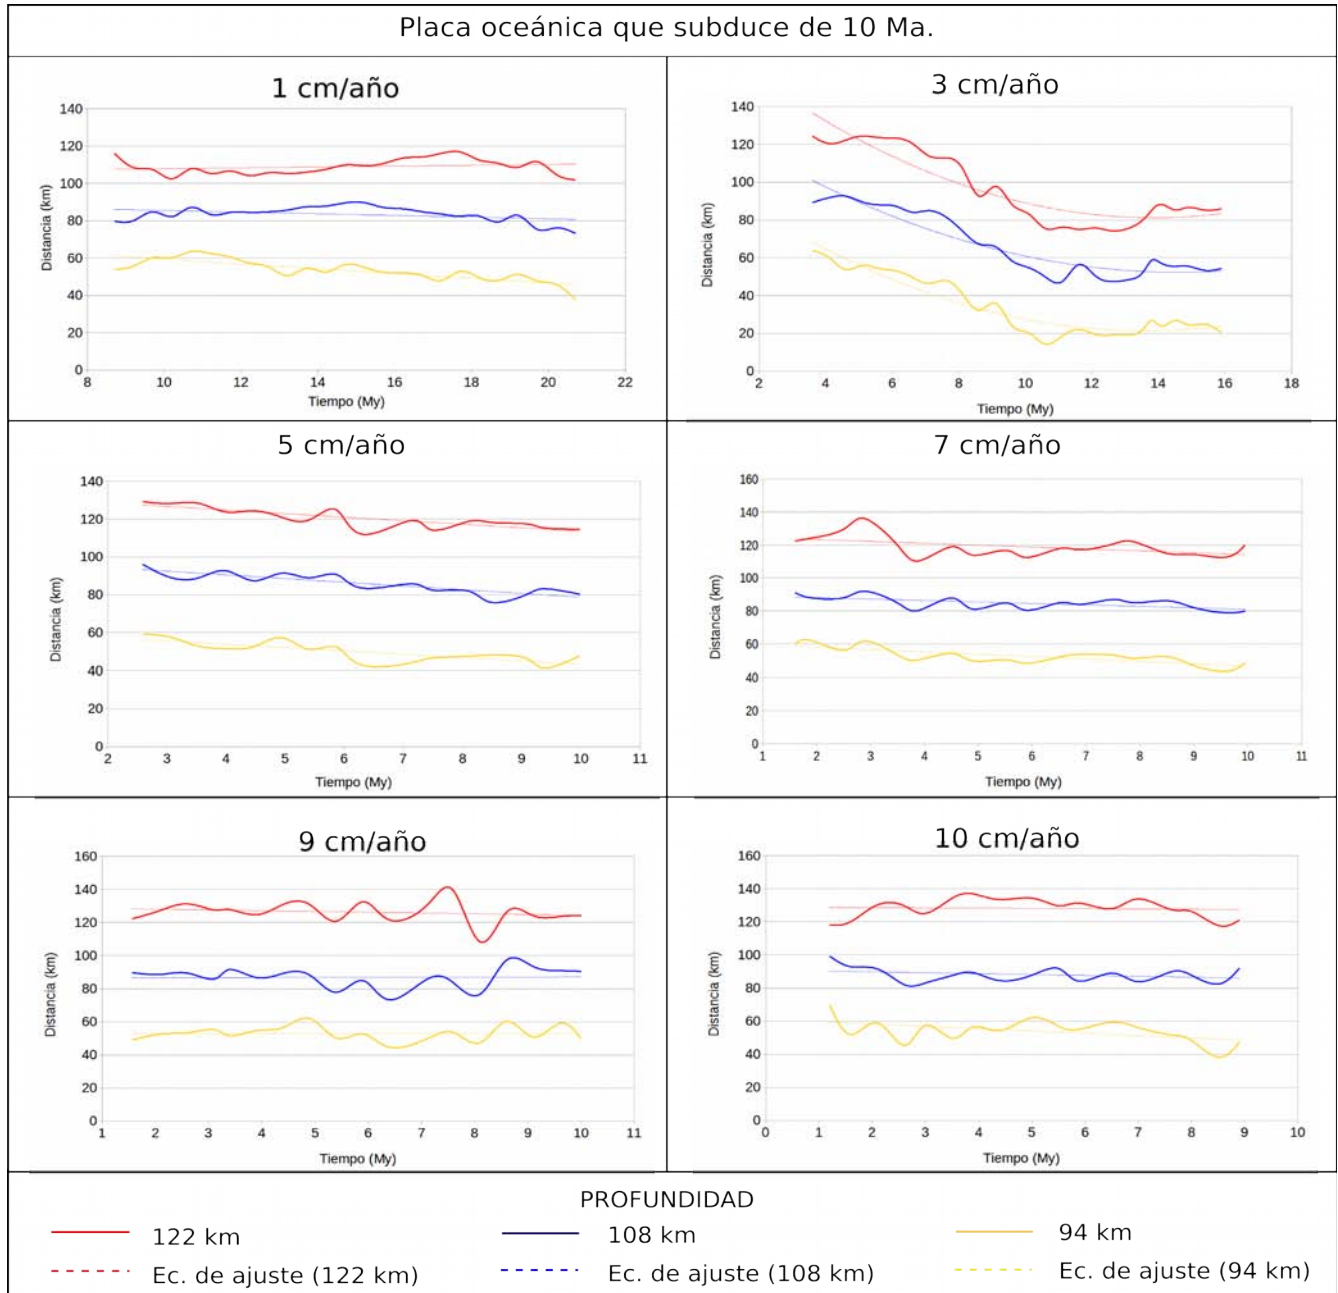 Placa oceánica que subduce de 10 Ma.
1 cm/año
140
120
100
80
60
40
20
0
Distancia (km)
8 10 12 14 16 18 20 22
Tiempo (My)
3 cm/año
140
120
100
80
60
40
20
0
Distancia (km)
2 4 6 8 10 12 14 16 18
Tiempo (My)
5 cm/año
140
120
100
80
60
40
20
0
Distancia (km)
2 3 4 5 6 7 8 9 10 11
Tiempo (My)
7 cm/año
160
140
120
100
80
60
40
20
0
Distancia (km)
1 2 3 4 5 6 7 8 9 10 11
Tiempo (My)
9 cm/año
160
140
120
100
80
60
40
20
0
Distancia (km)
1 2 3 4 5 6 7 8 9 10 11
Tiempo (My)
10 cm/año
160
140
120
100
80
60
40
20
0
Distancia (km)
0 1 2 3 4 5 6 7 8 9 10
Tiempo (My)
PROFUNDIDAD
122 km 108 km 94 km
Ec. de ajuste (122 km) Ec. de ajuste (108 km) Ec. de ajuste (94 km)